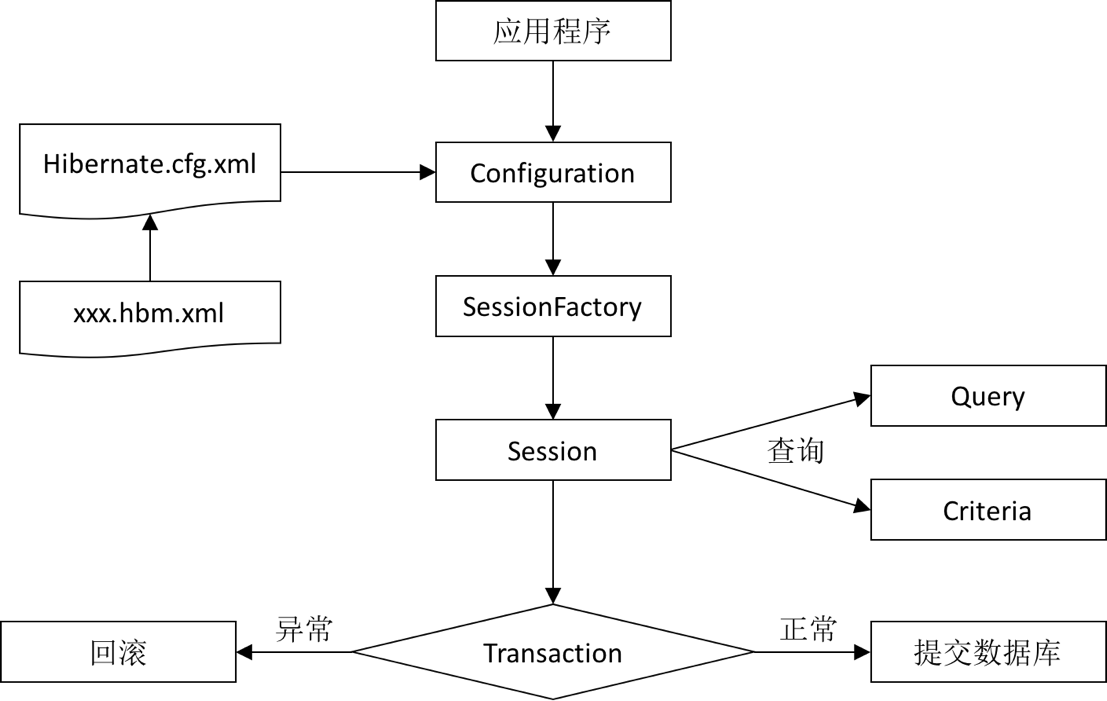 应用程序
Hibernate.cfg.xml
Configuration
xxx.hbm.xml
SessionFactory
Query
Session
查询
Criteria
异常
正常
回滚
Transaction
提交数据库